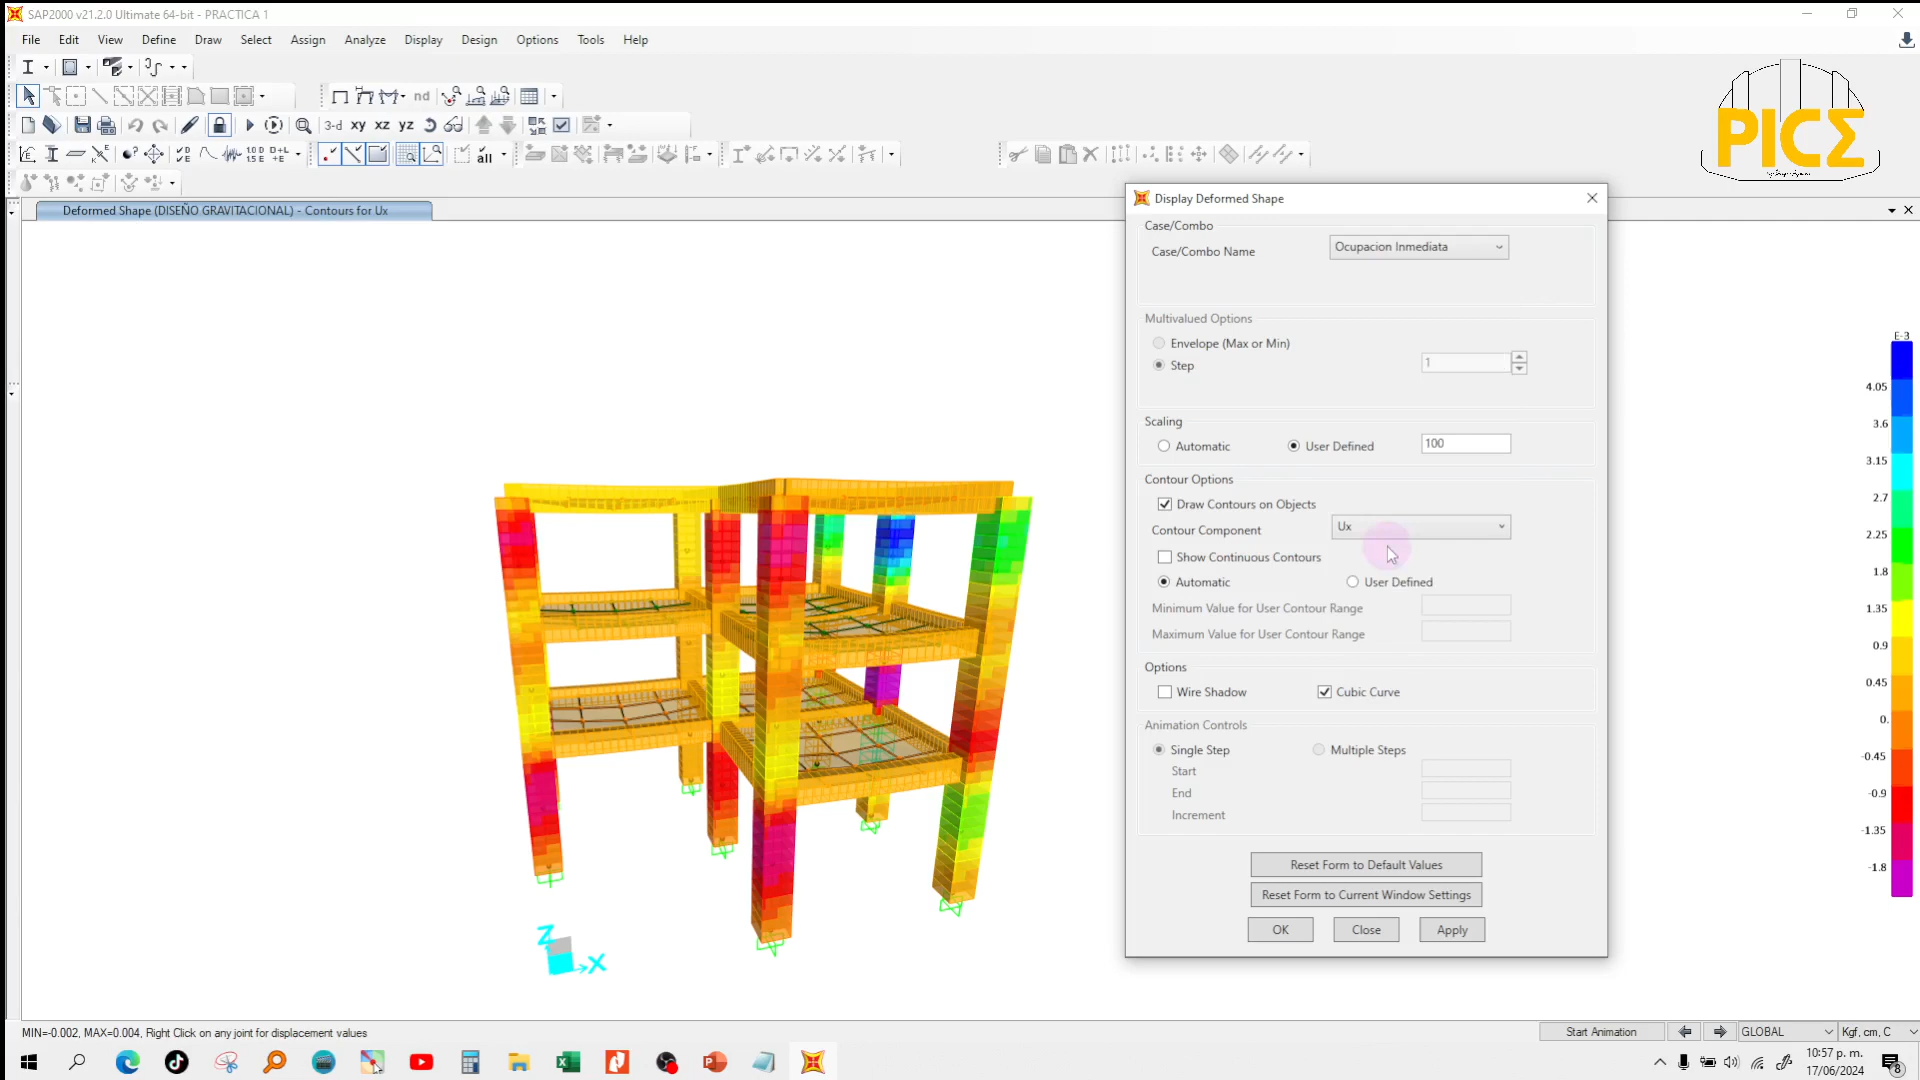 SAP2000 v21.2.0 Ultimate 64-bit - PRACTICA 1
File Edit View Define Draw Select Assign Analyze Display Design Options Tools Help
PICΣ
nd
3-d xy xz yz
all
Deformed Shape (DISEÑO GRAVITACIONAL) - Contours for Ux
Display Deformed Shape
Case/Combo
Case/Combo Name Ocupacion Inmediata
Multivalued Options
Envelope (Max or Min)
Step 1
Scaling
Automatic User Defined 100
Contour Options
Draw Contours on Objects
Contour Component Ux
Show Continuous Contours
Automatic User Defined
Minimum Value for User Contour Range
Maximum Value for User Contour Range
Options
Wire Shadow Cubic Curve
Animation Controls
Single Step Multiple Steps
Start
End
Increment
Reset Form to Default Values
Reset Form to Current Window Settings
OK Close Apply
E-3
4.05
3.6
3.15
2.7
2.25
1.8
1.35
0.9
0.45
0.
-0.45
-0.9
-1.35
-1.8
Z
X
MIN=-0.002, MAX=0.004, Right Click on any joint for displacement values
Start Animation GLOBAL Kgf, cm, C
10:57 p. m.
17/06/2024
8